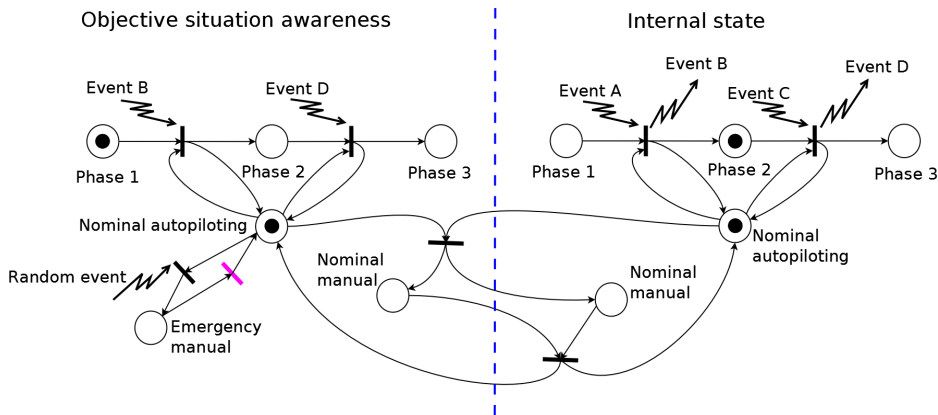 Objective situation awareness
Internal state
Event B
Event D
Event A
Event B
Event C
Event D
Phase 1
Phase 2
Phase 3
Phase 1
Phase 2
Phase 3
Nominal autopiloting
Nominal
autopiloting
Random event
Nominal
manual
Nominal
manual
Emergency
manual